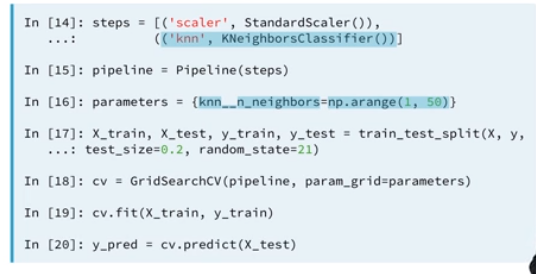 In [14]: steps = [('scaler', StandardScaler()),
    ...:          (('knn', KNeighborsClassifier())]
In [15]: pipeline = Pipeline(steps)
In [16]: parameters = {knn__n_neighbors=np.arange(1, 50)}
In [17]: X_train, X_test, y_train, y_test = train_test_split(X, y,
    ...: test_size=0.2, random_state=21)
In [18]: cv = GridSearchCV(pipeline, param_grid=parameters)
In [19]: cv.fit(X_train, y_train)
In [20]: y_pred = cv.predict(X_test)